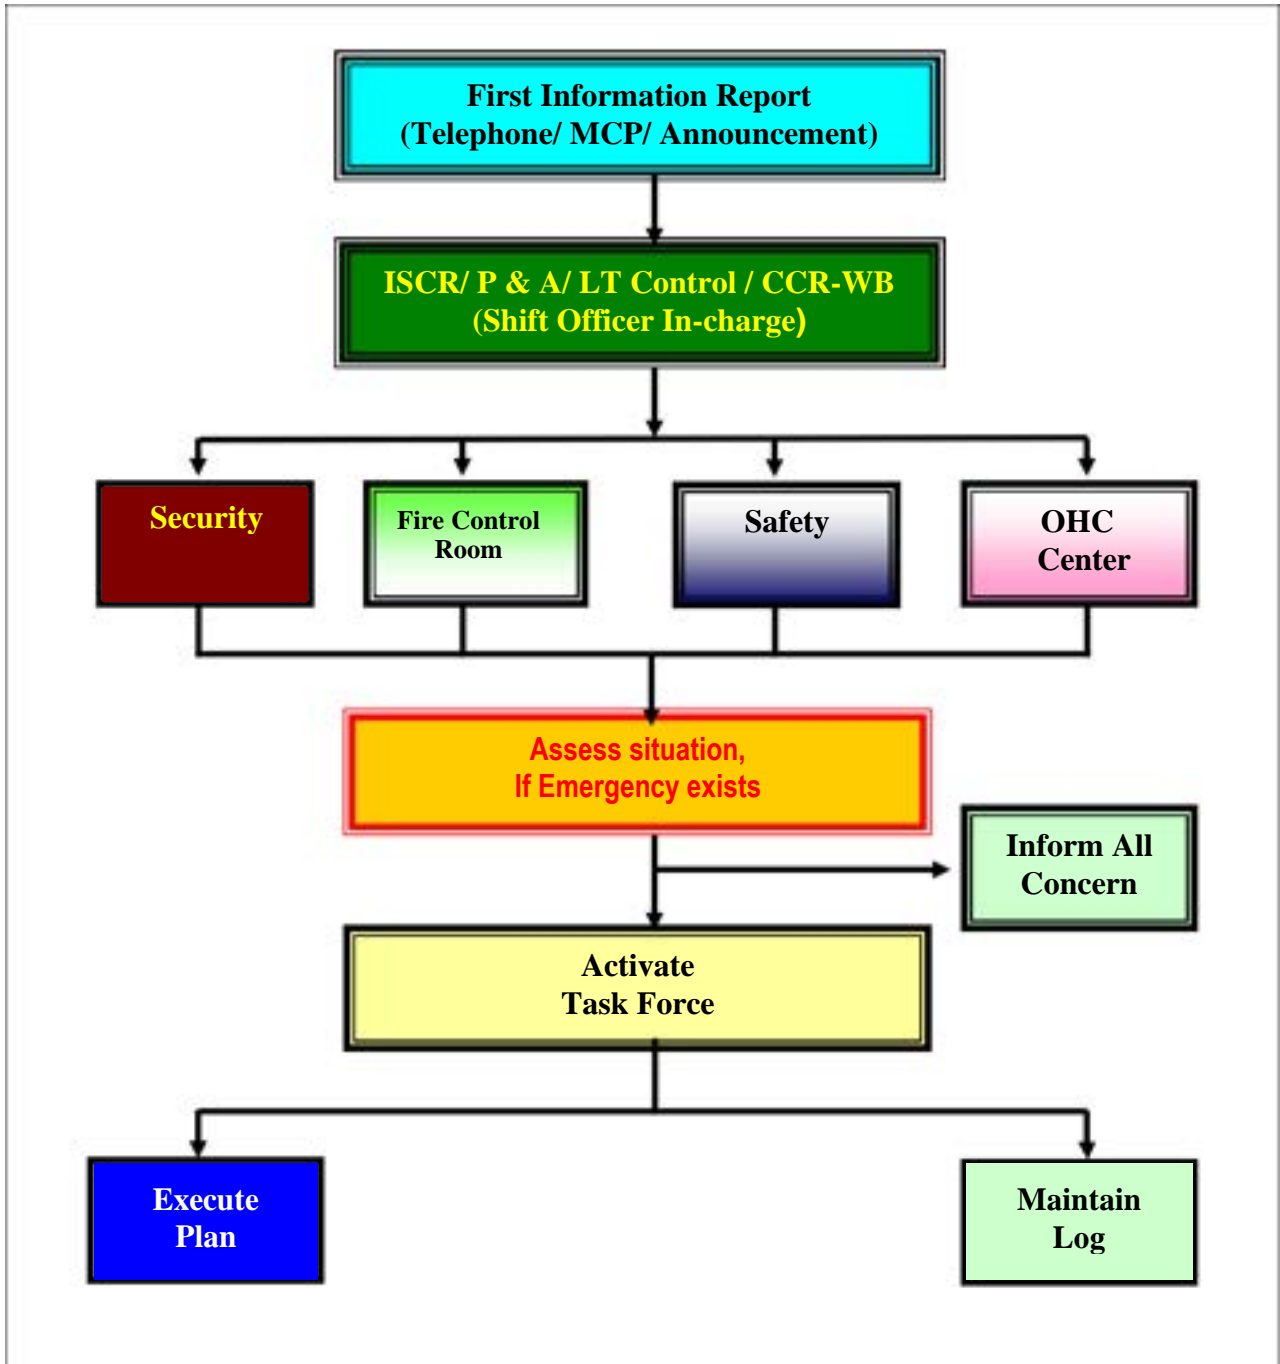 First Information Report
(Telephone/ MCP/ Announcement)
ISCR/ P & A/ LT Control / CCR-WB
(Shift Officer In-charge)
Security
Fire Control
Room
Safety
OHC
Center
Assess situation,
If Emergency exists
Inform All
Concern
Activate
Task Force
Execute
Plan
Maintain
Log